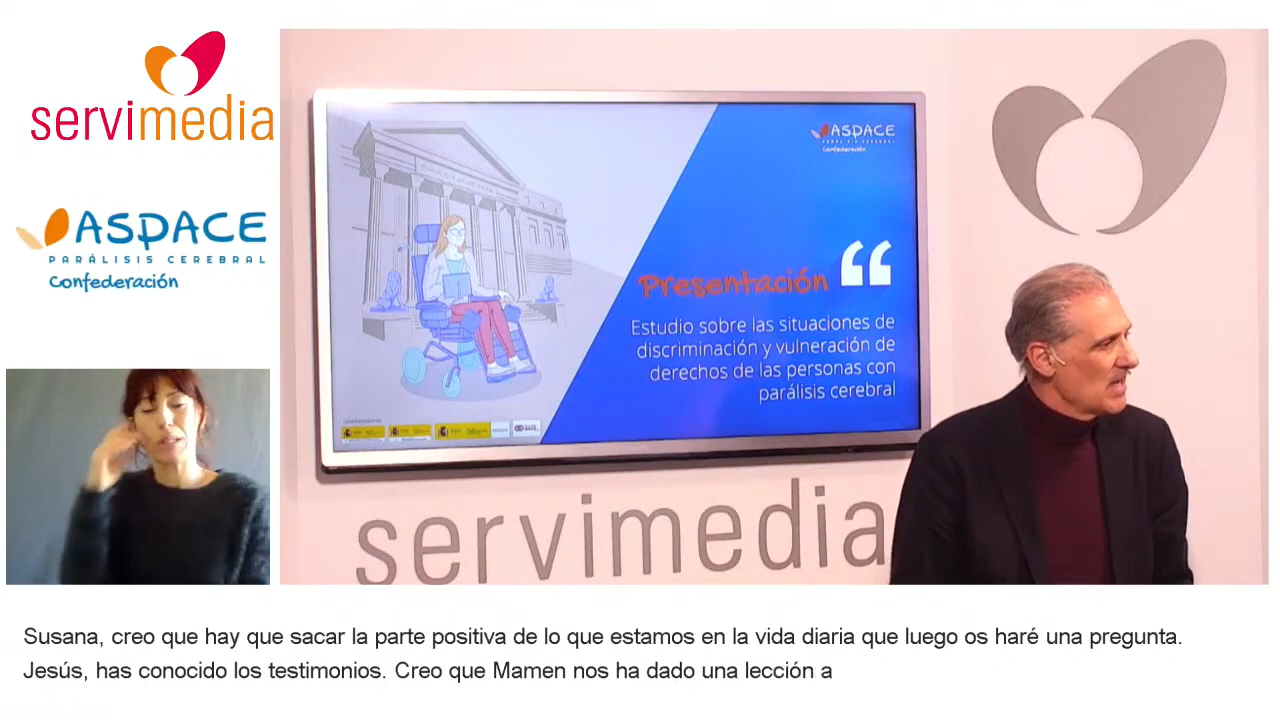 servimedia
ASPACE
PARÁLISIS CEREBRAL
Confederación
ASPACE
PARÁLISIS CEREBRAL
Confederación
Presentación
Estudio sobre las situaciones de
discriminación y vulneración de
derechos de las personas con
parálisis cerebral
servimedia
Susana, creo que hay que sacar la parte positiva de lo que estamos en la vida diaria que luego os haré una pregunta.
Jesús, has conocido los testimonios. Creo que Mamen nos ha dado una lección a